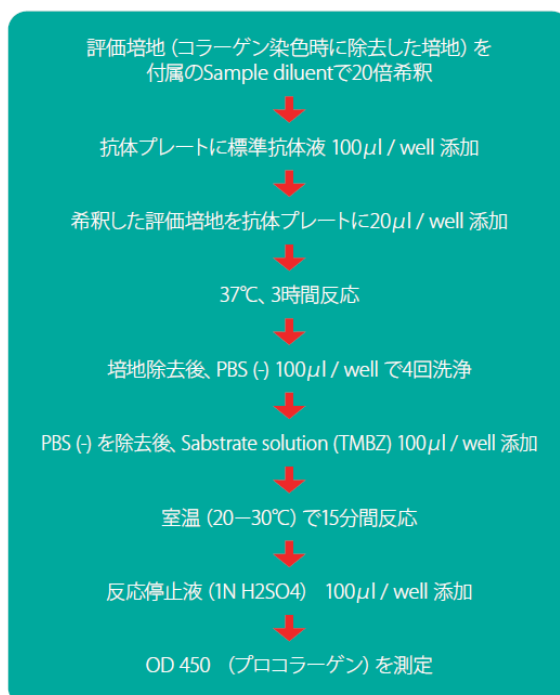 評価培地 (コラーゲン染色時に除去した培地) を
付属のSample diluentで20倍希釈
抗体プレートに標準抗体液 100μl / well 添加
希釈した評価培地を抗体プレートに20μl / well 添加
37℃、3時間反応
培地除去後、PBS (-) 100μl / well で4回洗浄
PBS (-) を除去後、Sabstrate solution (TMBZ) 100μl / well 添加
室温 (20－30℃) で15分間反応
反応停止液 (1N H2SO4)　100μl / well 添加
OD 450　(プロコラーゲン) を測定